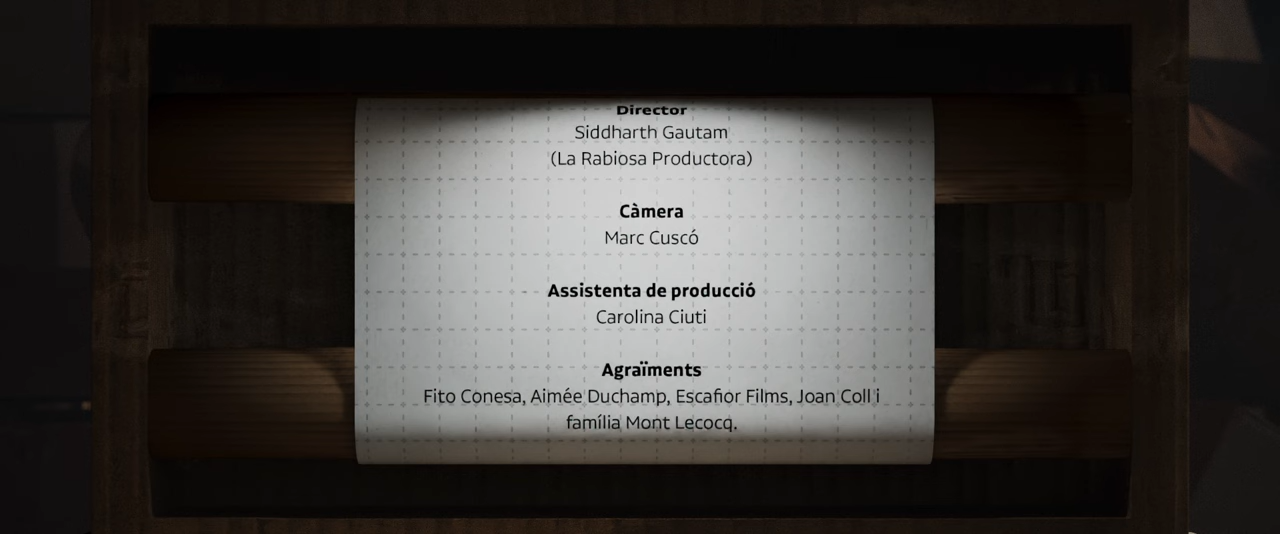 Director
Siddharth Gautam
(La Rabiosa Productora)
Càmera
Marc Cuscó
Assistenta de producció
Carolina Ciuti
Agraïments
Fito Conesa, Aimée Duchamp, Escafior Films, Joan Coll i
família Mont Lecocq.